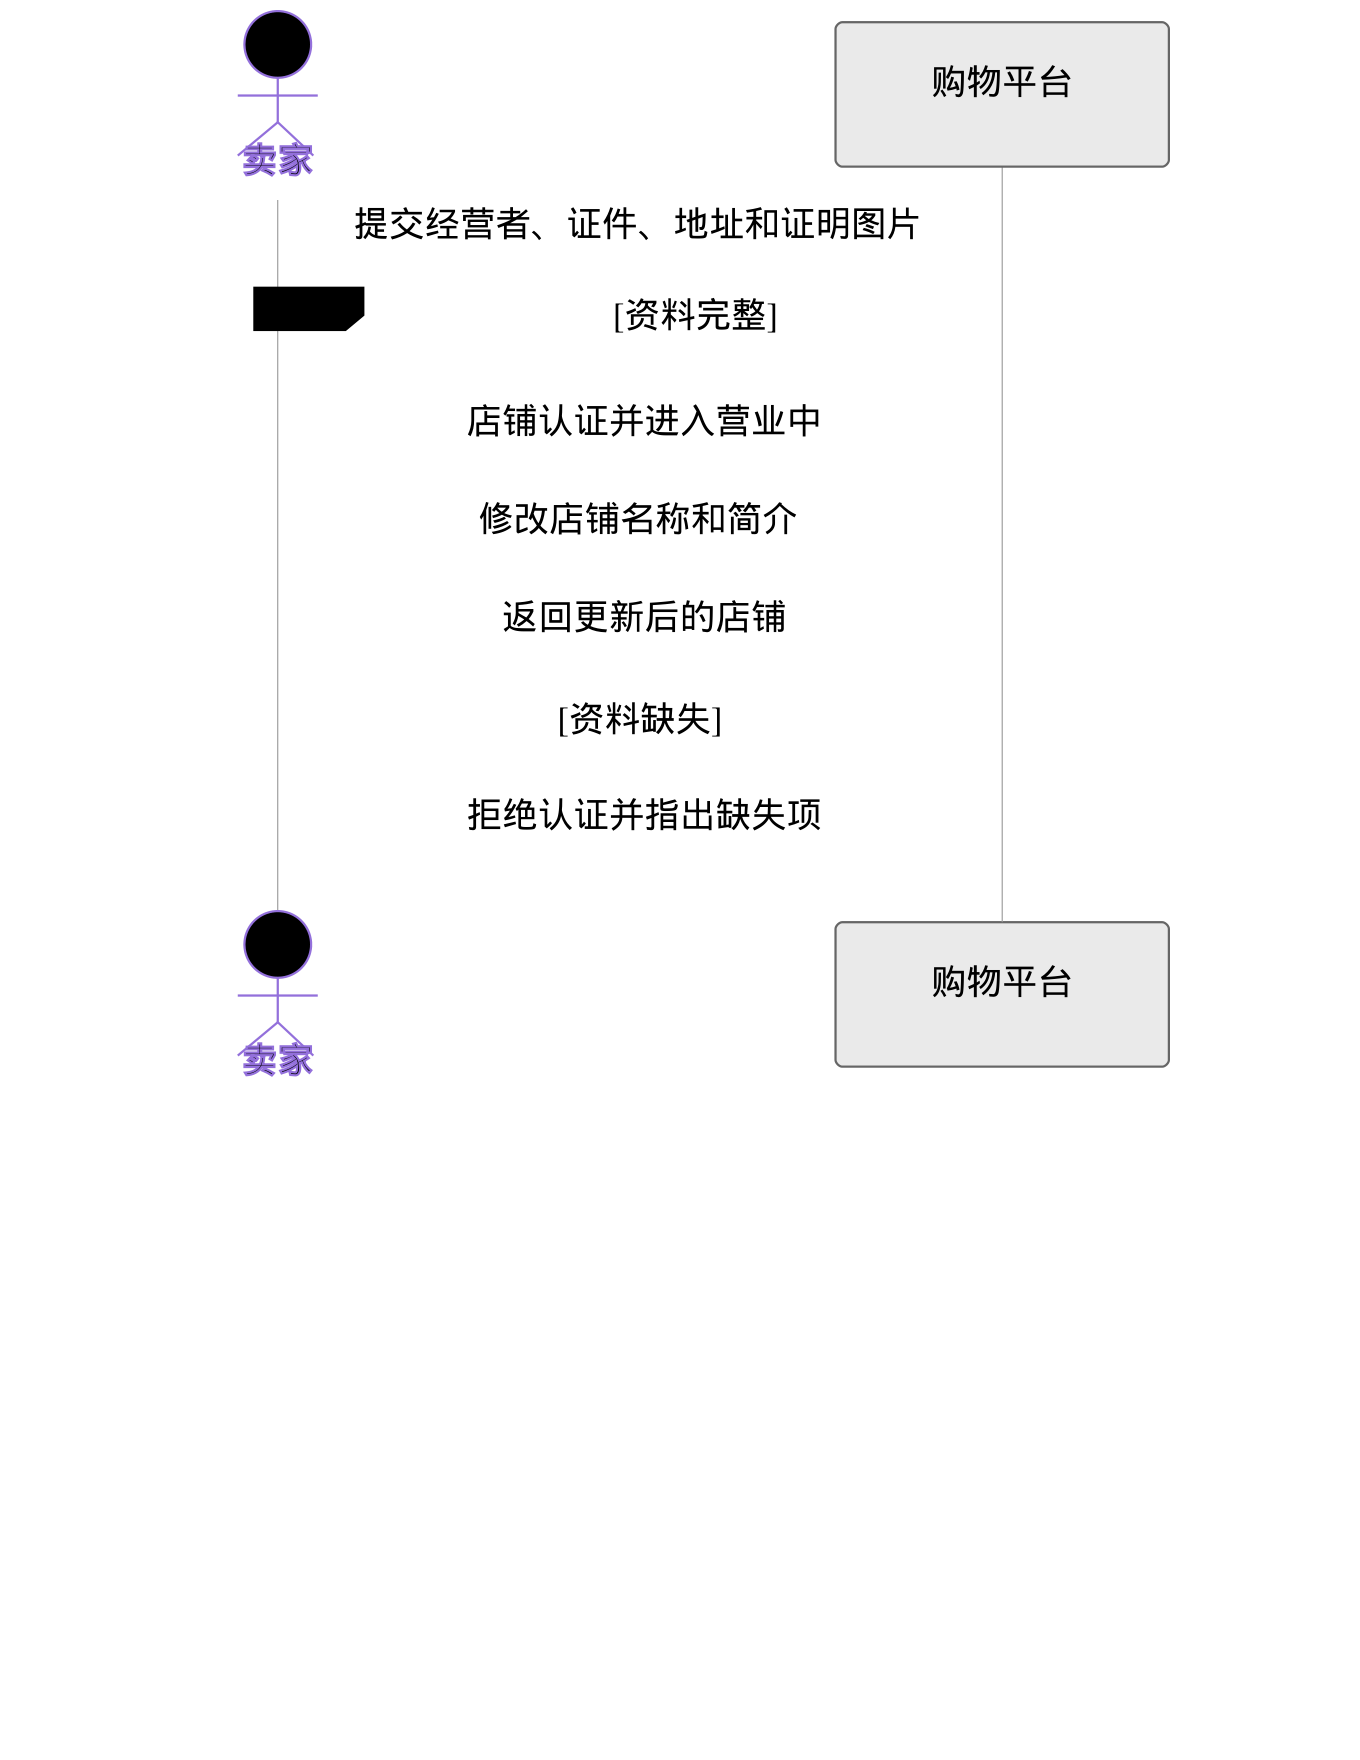 购物平台
卖家
提交经营者、证件、地址和证明图片
[资料完整]
店铺认证并进入营业中
修改店铺名称和简介
返回更新后的店铺
[资料缺失]
拒绝认证并指出缺失项
购物平台
卖家